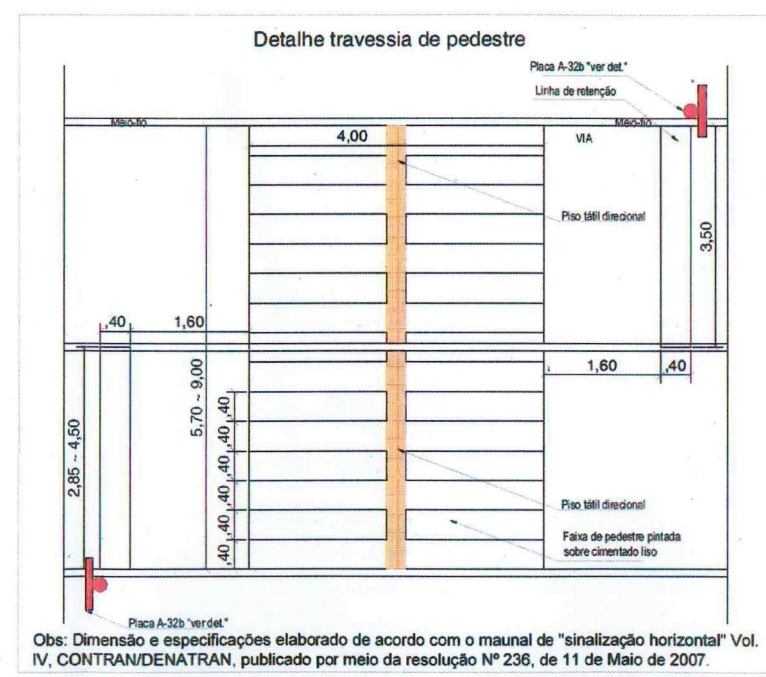 Detalhe travessia de pedestre
Placa A-32b "ver det."
Linha de retenção
Meio-fio
Meio-fio
4,00
VIA
Piso tátil direcional
3,50
,40
1,60
1,60
,40
5,70 ~ 9,00
2,85 ~ 4,50
,40
,40
,40
,40
,40
,40
Piso tátil direcional
Faixa de pedestre pintada
sobre cimentado liso
Placa A-32b "ver det."
Obs: Dimensão e especificações elaborado de acordo com o maunal de "sinalização horizontal" Vol.
IV, CONTRAN/DENATRAN, publicado por meio da resolução Nº 236, de 11 de Maio de 2007.